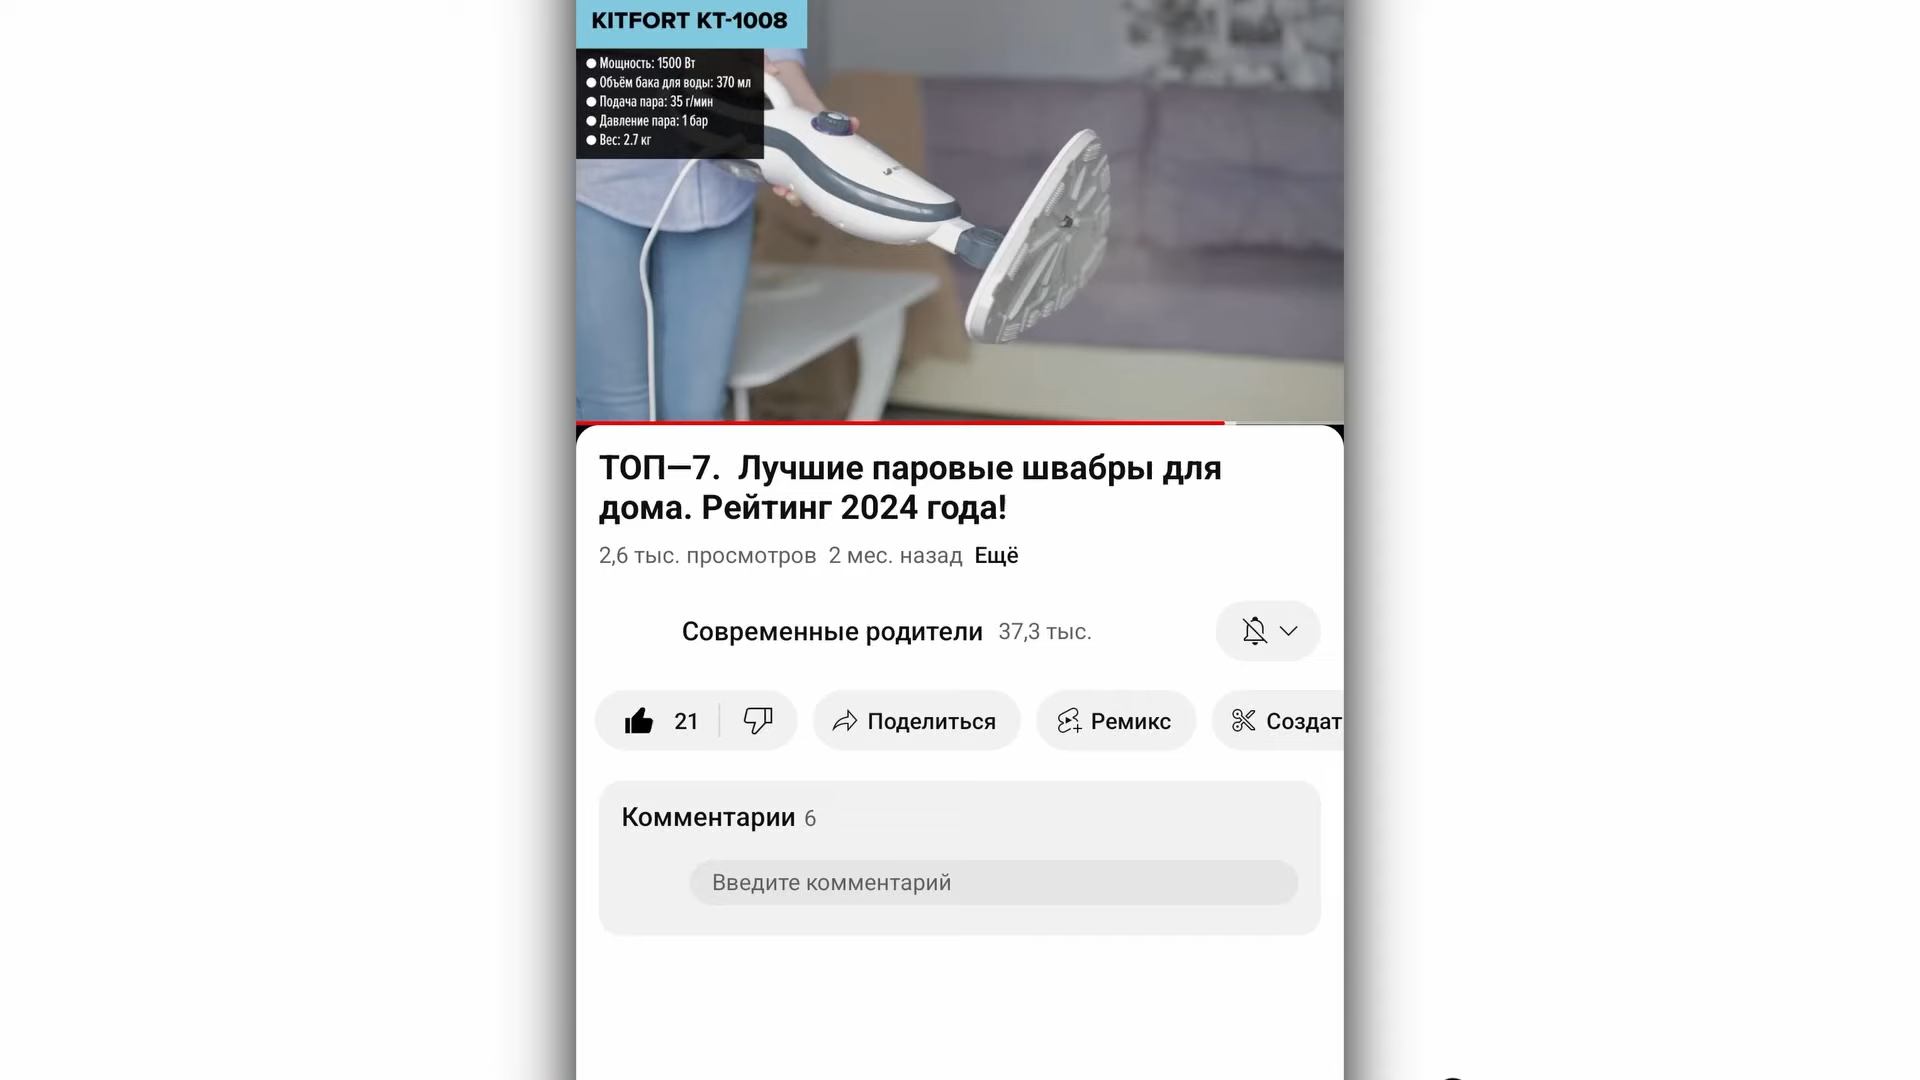 KITFORT KT-1008
● Мощность: 1500 Вт
● Объём бака для воды: 370 мл
● Подача пара: 35 г/мин
● Давление пара: 1 бар
● Вес: 2.7 кг
ТОП—7. Лучшие паровые швабры для
дома. Рейтинг 2024 года!
2,6 тыс. просмотров 2 мес. назад Ещё
Современные родители 37,3 тыс.
21 Поделиться Ремикс Создат
Комментарии 6
Введите комментарий